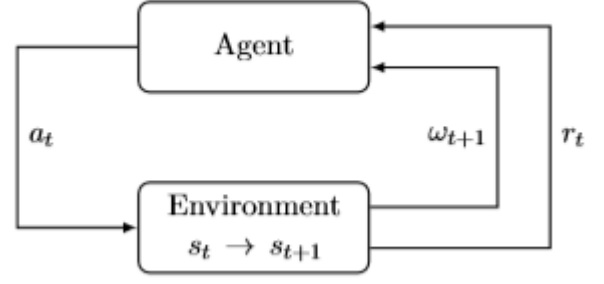 Agent
a_t
ω_{t+1}
r_t
Environment
s_t → s_{t+1}